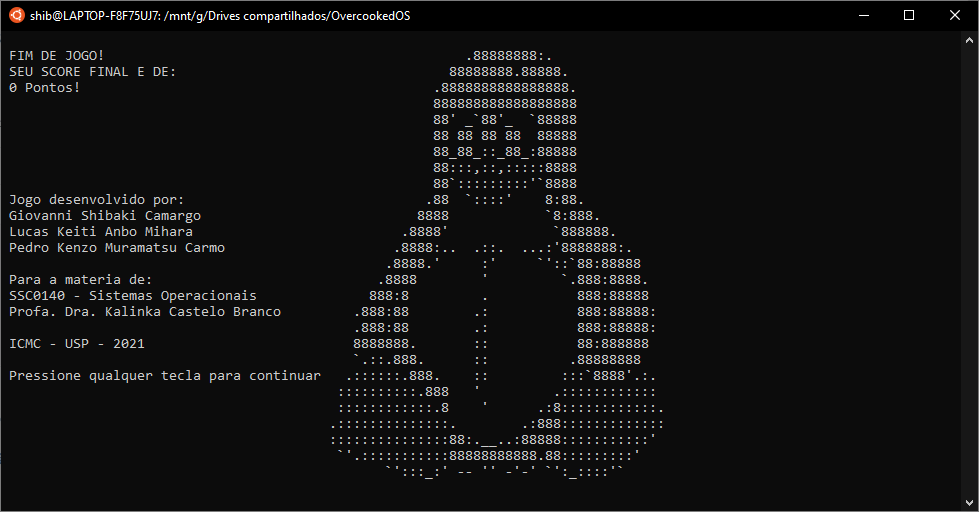 shib@LAPTOP-F8F75UJ7: /mnt/g/Drives compartilhados/OvercookedOS
FIM DE JOGO!
SEU SCORE FINAL E DE:
0 Pontos!
Jogo desenvolvido por:
Giovanni Shibaki Camargo
Lucas Keiti Anbo Mihara
Pedro Kenzo Muramatsu Carmo
Para a materia de:
SSC0140 - Sistemas Operacionais
Profa. Dra. Kalinka Castelo Branco
ICMC - USP - 2021
Pressione qualquer tecla para continuar